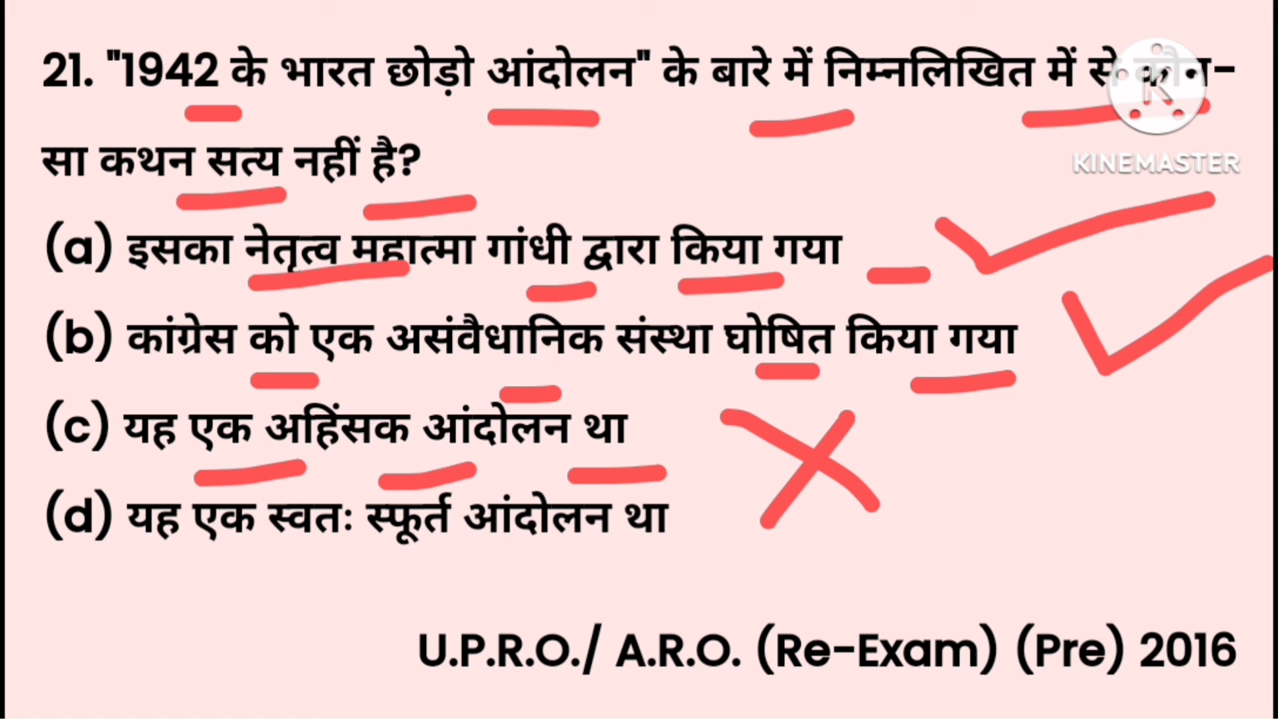 21. "1942 के भारत छोड़ो आंदोलन" के बारे में निम्नलिखित में से कौन-
सा कथन सत्य नहीं है?
KINEMASTER
(a) इसका नेतृत्व महात्मा गांधी द्वारा किया गया
(b) कांग्रेस को एक असंवैधानिक संस्था घोषित किया गया
(c) यह एक अहिंसक आंदोलन था
(d) यह एक स्वतः स्फूर्त आंदोलन था
U.P.R.O./ A.R.O. (Re-Exam) (Pre) 2016